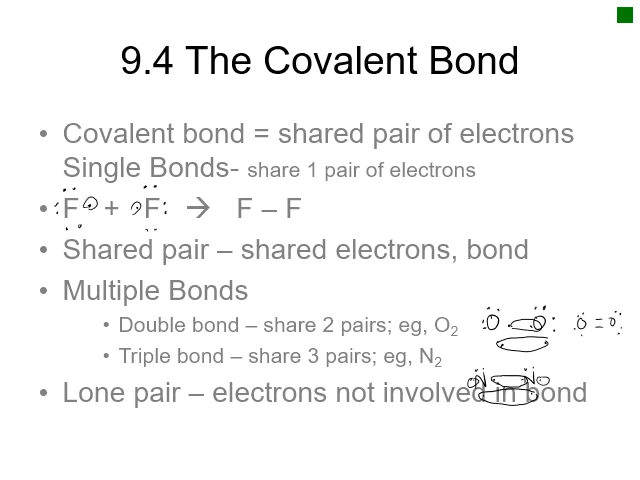 9.4 The Covalent Bond
• Covalent bond = shared pair of electrons
Single Bonds- share 1 pair of electrons
• F + F → F – F
• Shared pair – shared electrons, bond
• Multiple Bonds
• Double bond – share 2 pairs; eg, O₂ O O O = O
• Triple bond – share 3 pairs; eg, N₂
N N
• Lone pair – electrons not involved in bond